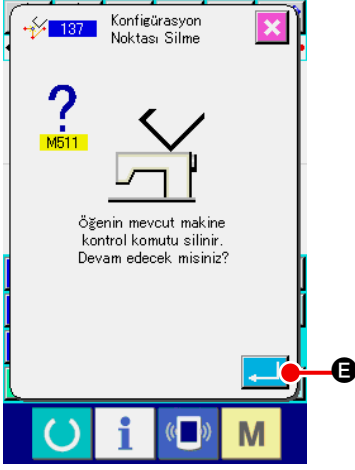 137
Konfigürasyon
Noktası Silme
?
M511
Öğenin mevcut makine
kontrol komutu silinir.
Devam edecek misiniz?
E
i
M